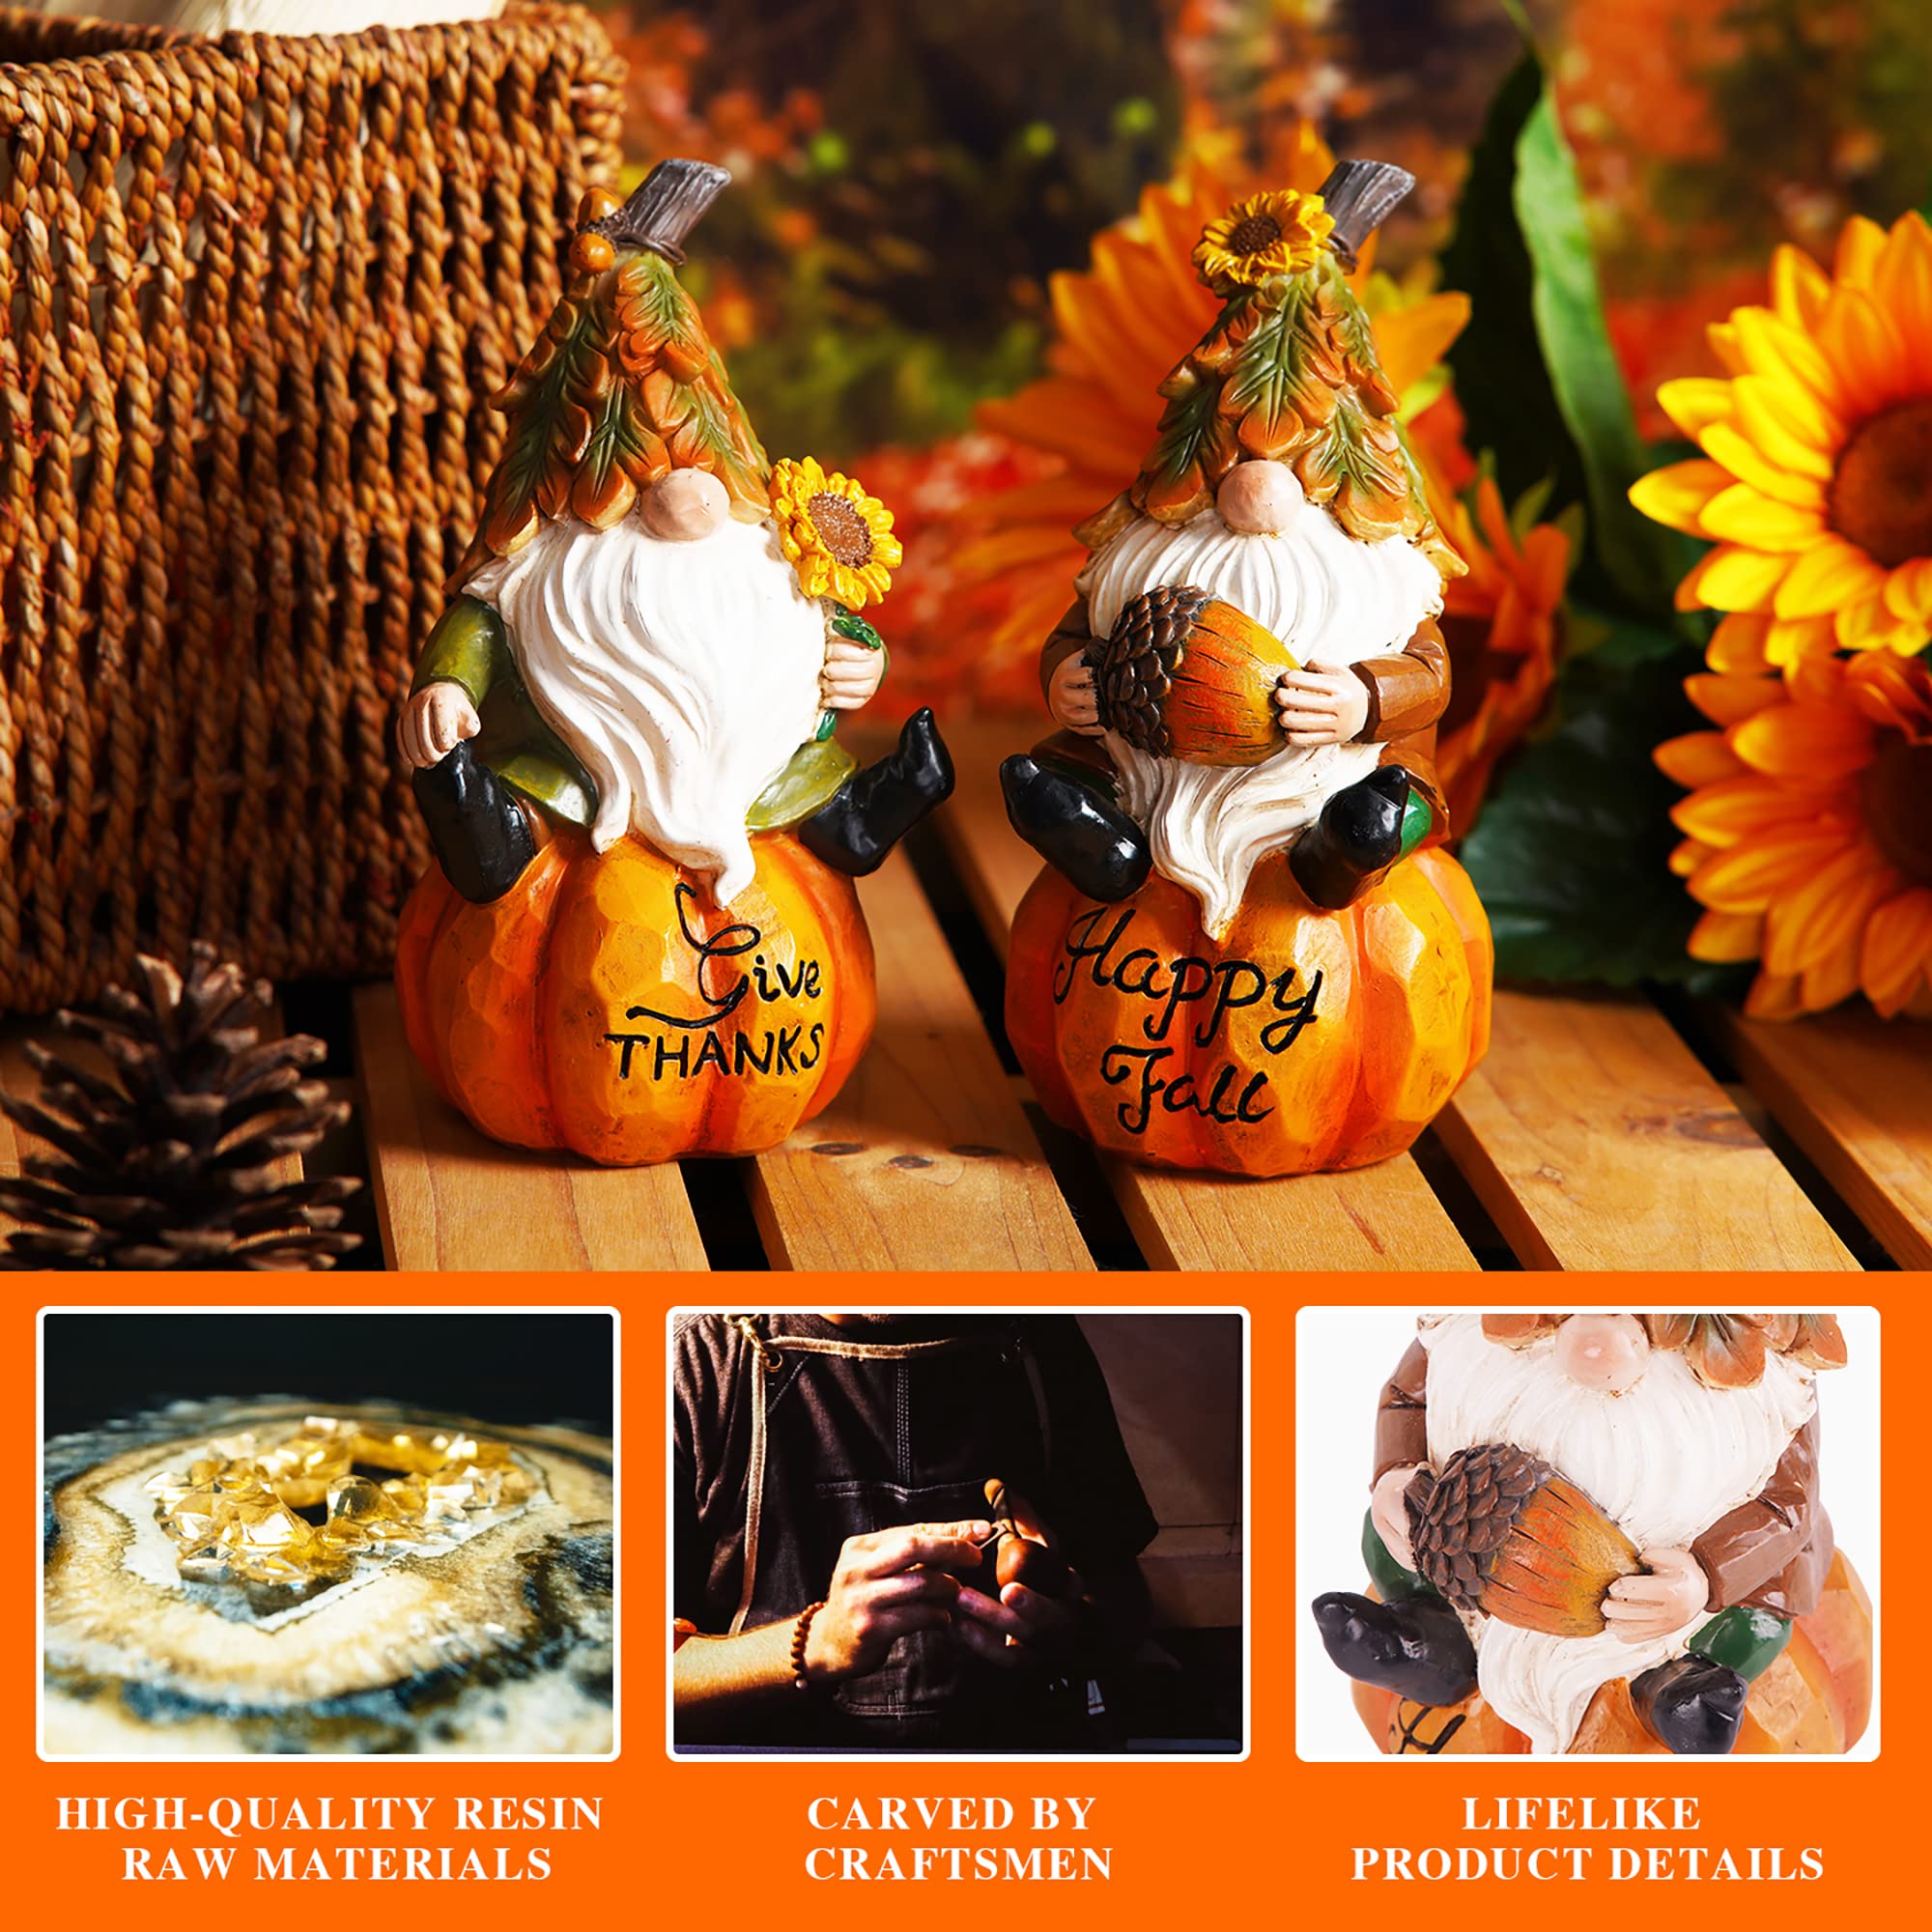 Give
THANKS
Happy
Fall
HIGH-QUALITY RESIN
RAW MATERIALS
CARVED BY
CRAFTSMEN
LIFELIKE
PRODUCT DETAILS